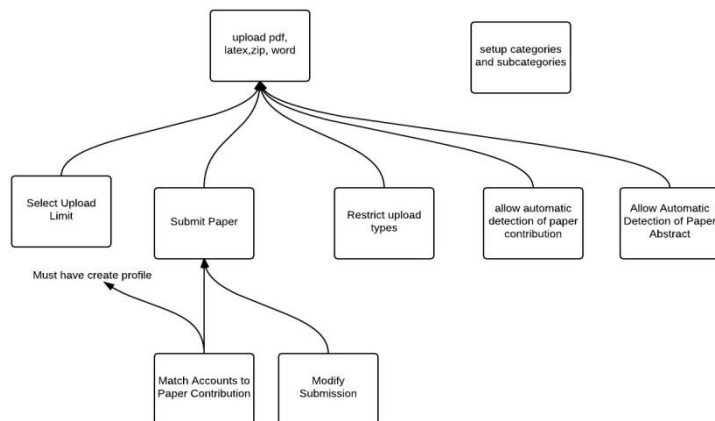 upload pdf,
latex,zip, word
setup categories
and subcategories
Select Upload
Limit
Submit Paper
Restrict upload
types
allow automatic
detection of paper
contribution
Allow Automatic
Detection of Paper
Abstract
Must have create profile
Match Accounts to
Paper Contribution
Modify
Submission